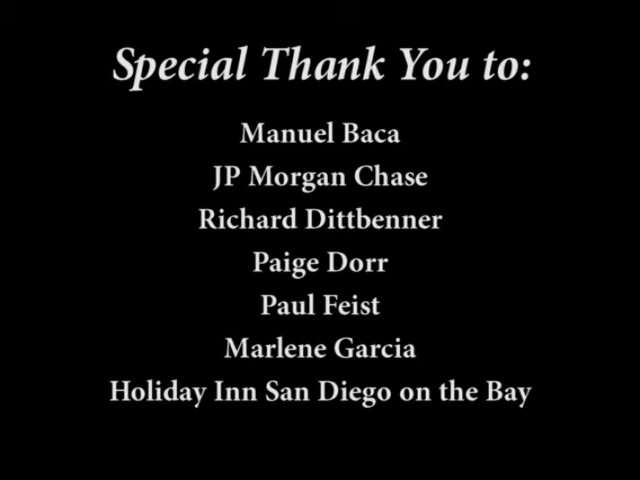 Special Thank You to:
Manuel Baca
JP Morgan Chase
Richard Dittbenner
Paige Dorr
Paul Feist
Marlene Garcia
Holiday Inn San Diego on the Bay